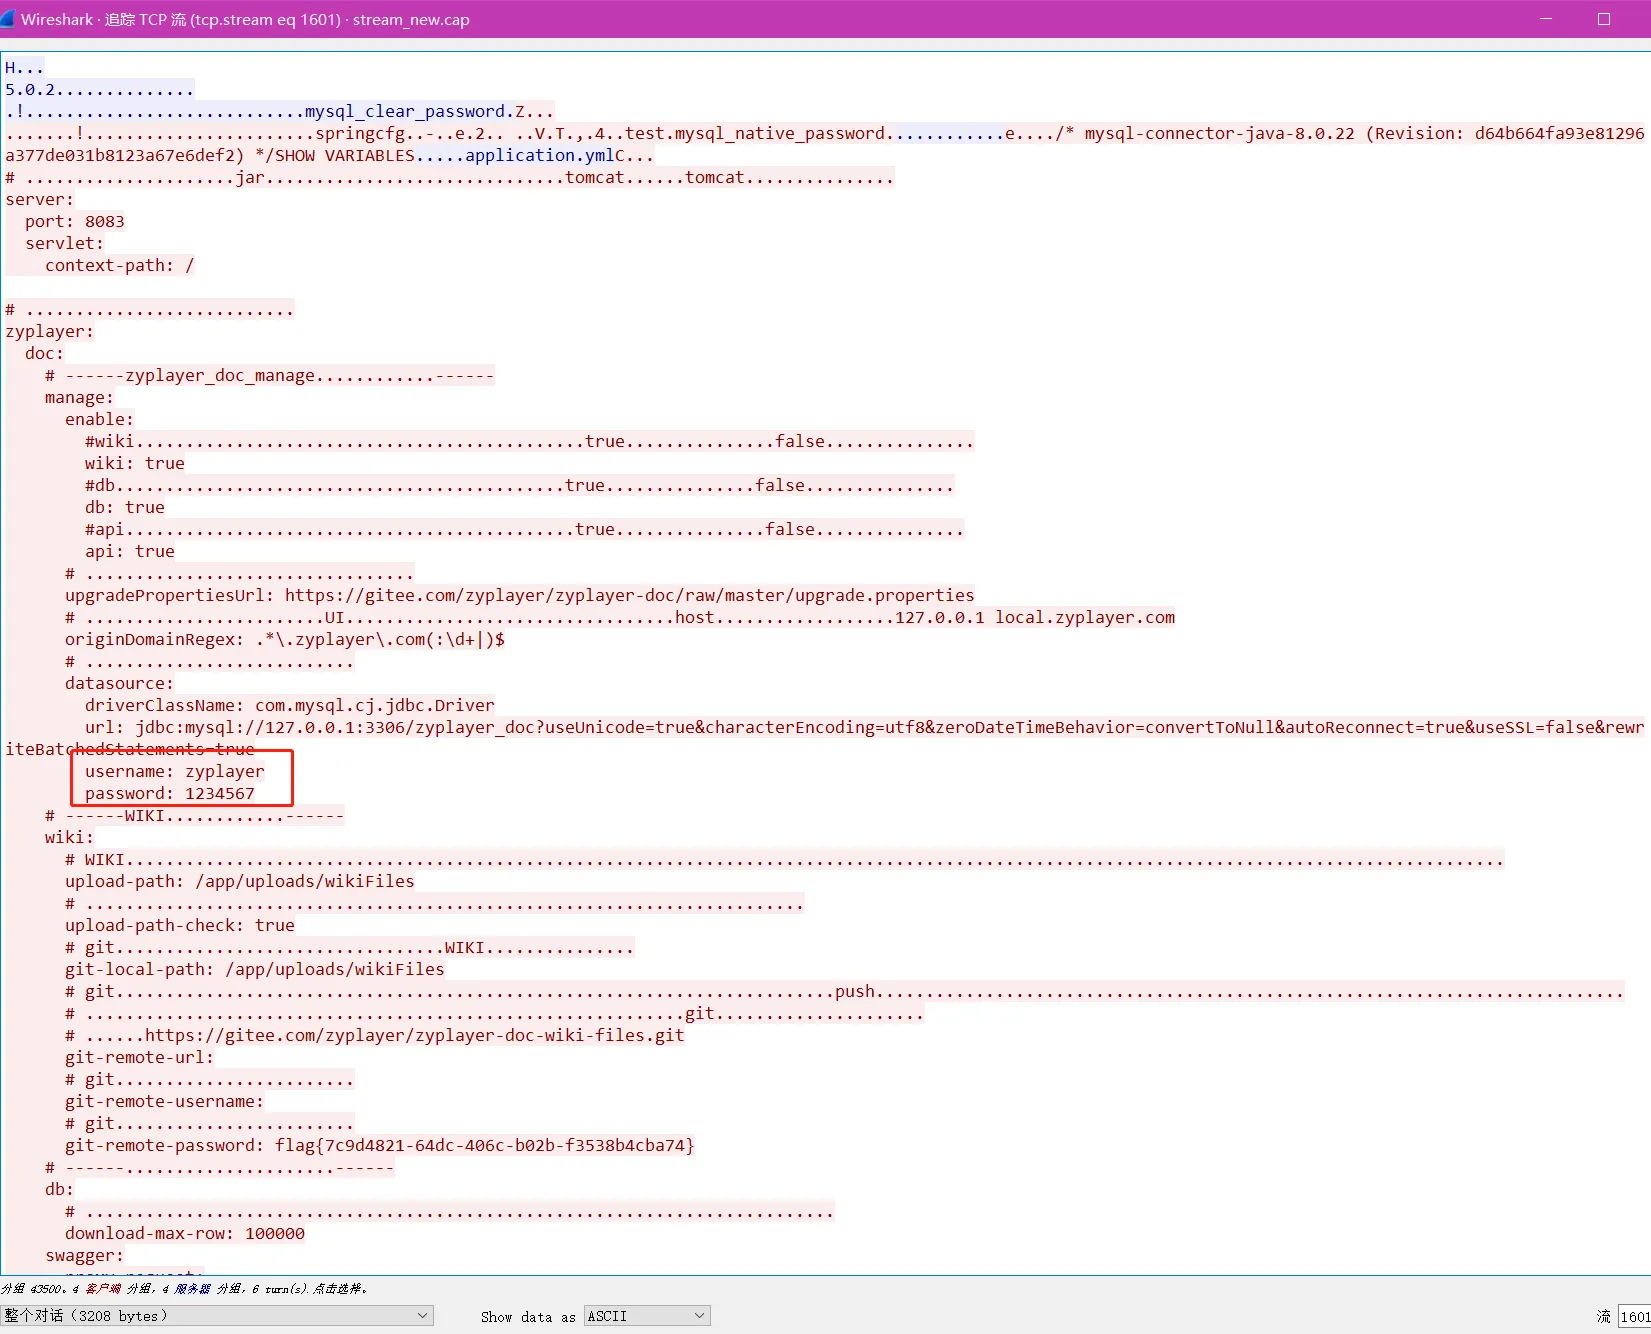 Wireshark · 追踪 TCP 流 (tcp.stream eq 1601) · stream_new.cap
H...
5.0.2..............
.!............................mysql_clear_password.Z...
.......!.......................springcfg..-..e.2.. ..V.T.,.4..test.mysql_native_password............e..../* mysql-connector-java-8.0.22 (Revision: d64b664fa93e81296
a377de031b8123a67e6def2) */SHOW VARIABLES.....application.ymlC...
# .....................jar..............................tomcat......tomcat...............
server:
  port: 8083
  servlet:
    context-path: /
# ...........................
zyplayer:
  doc:
    # ------zyplayer_doc_manage............------
    manage:
      enable:
        #wiki.............................................true...............false...............
        wiki: true
        #db.............................................true...............false...............
        db: true
        #api.............................................true...............false...............
        api: true
      # .................................
      upgradePropertiesUrl: https://gitee.com/zyplayer/zyplayer-doc/raw/master/upgrade.properties
      # ........................UI.................................host..................127.0.0.1 local.zyplayer.com
      originDomainRegex: .*\.zyplayer\.com(:\d+|)$
      # ...........................
      datasource:
        driverClassName: com.mysql.cj.jdbc.Driver
        url: jdbc:mysql://127.0.0.1:3306/zyplayer_doc?useUnicode=true&characterEncoding=utf8&zeroDateTimeBehavior=convertToNull&autoReconnect=true&useSSL=false&rewr
iteBatchedStatements=true
        username: zyplayer
        password: 1234567
    # ------WIKI............------
    wiki:
      # WIKI..........................................................................................................................................
      upload-path: /app/uploads/wikiFiles
      # ........................................................................
      upload-path-check: true
      # git.................................WIKI...............
      git-local-path: /app/uploads/wikiFiles
      # git........................................................................push...........................................................................
      # ............................................................git.....................
      # ......https://gitee.com/zyplayer/zyplayer-doc-wiki-files.git
      git-remote-url:
      # git........................
      git-remote-username:
      # git........................
      git-remote-password: flag{7c9d4821-64dc-406c-b02b-f3538b4cba74}
    # ------.....................------
    db:
      # ...........................................................................
      download-max-row: 100000
    swagger:
分组 43500。4 客户端 分组, 4 服务器 分组, 6 turn(s). 点击选择。
整个对话（3208 bytes）
Show data as ASCII
流 1601